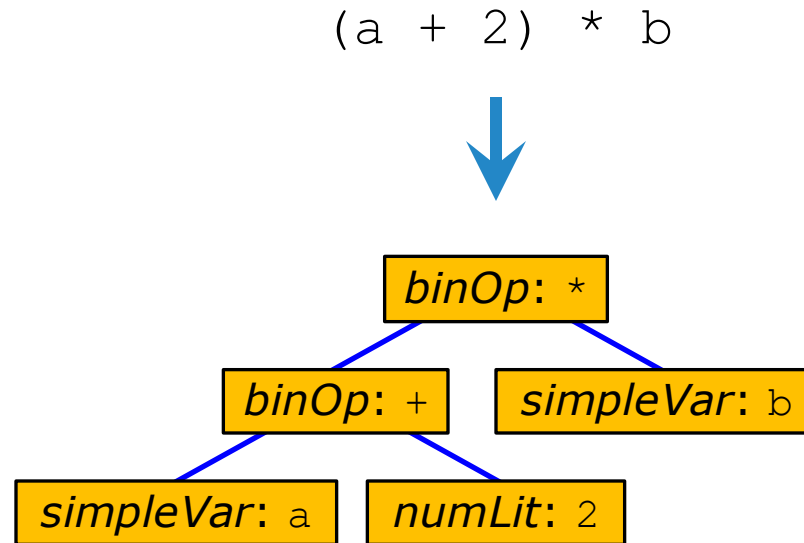 (a + 2) * b
binOp: *
binOp: +
simpleVar: b
simpleVar: a
numLit: 2